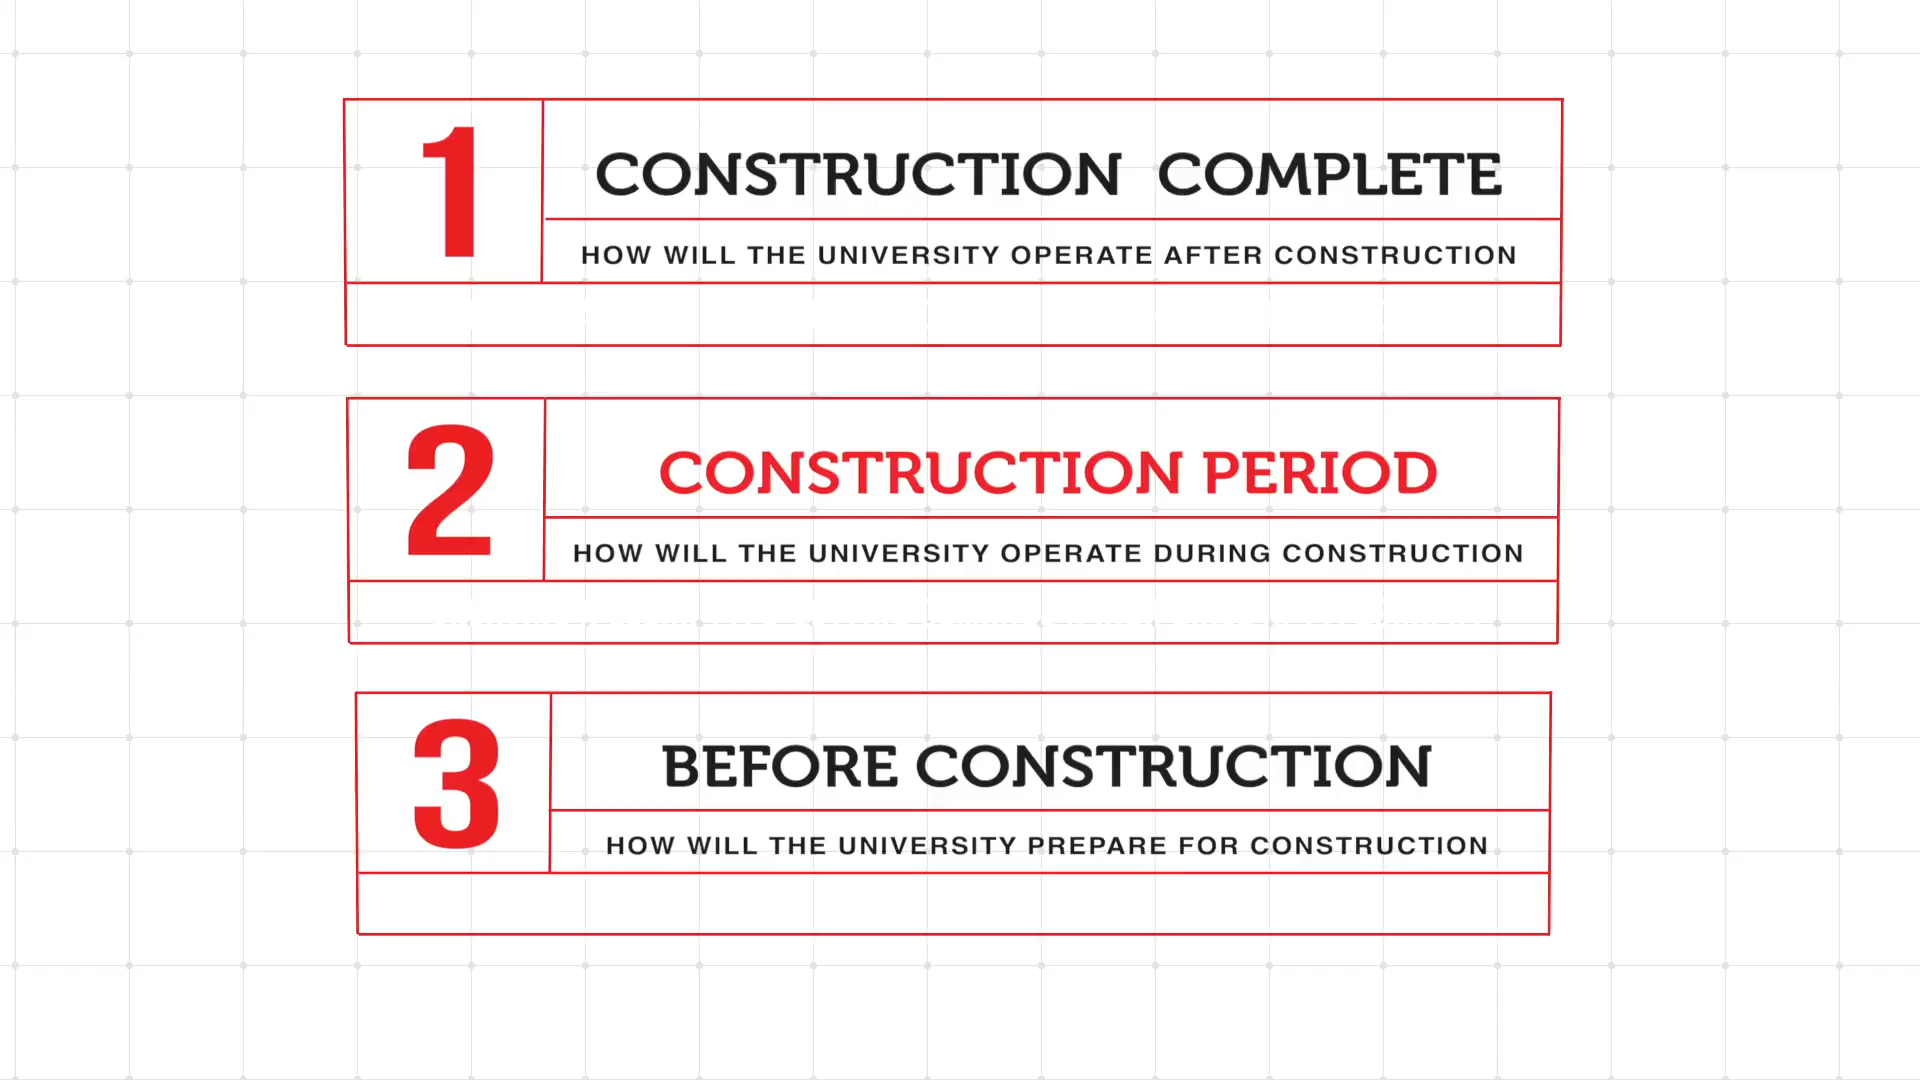 1
CONSTRUCTION COMPLETE
HOW WILL THE UNIVERSITY OPERATE AFTER CONSTRUCTION
2
CONSTRUCTION PERIOD
HOW WILL THE UNIVERSITY OPERATE DURING CONSTRUCTION
3
BEFORE CONSTRUCTION
HOW WILL THE UNIVERSITY PREPARE FOR CONSTRUCTION